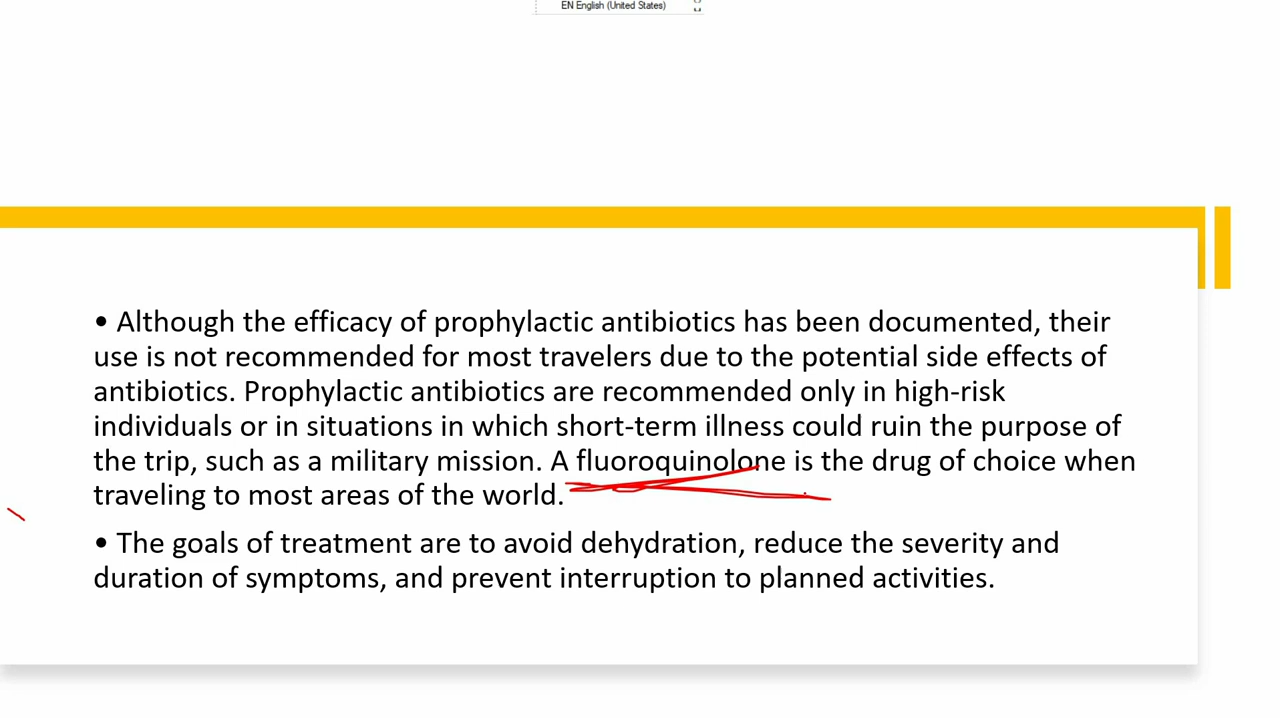 EN English (United States)
• Although the efficacy of prophylactic antibiotics has been documented, their
use is not recommended for most travelers due to the potential side effects of
antibiotics. Prophylactic antibiotics are recommended only in high-risk
individuals or in situations in which short-term illness could ruin the purpose of
the trip, such as a military mission. A fluoroquinolone is the drug of choice when
traveling to most areas of the world.
• The goals of treatment are to avoid dehydration, reduce the severity and
duration of symptoms, and prevent interruption to planned activities.